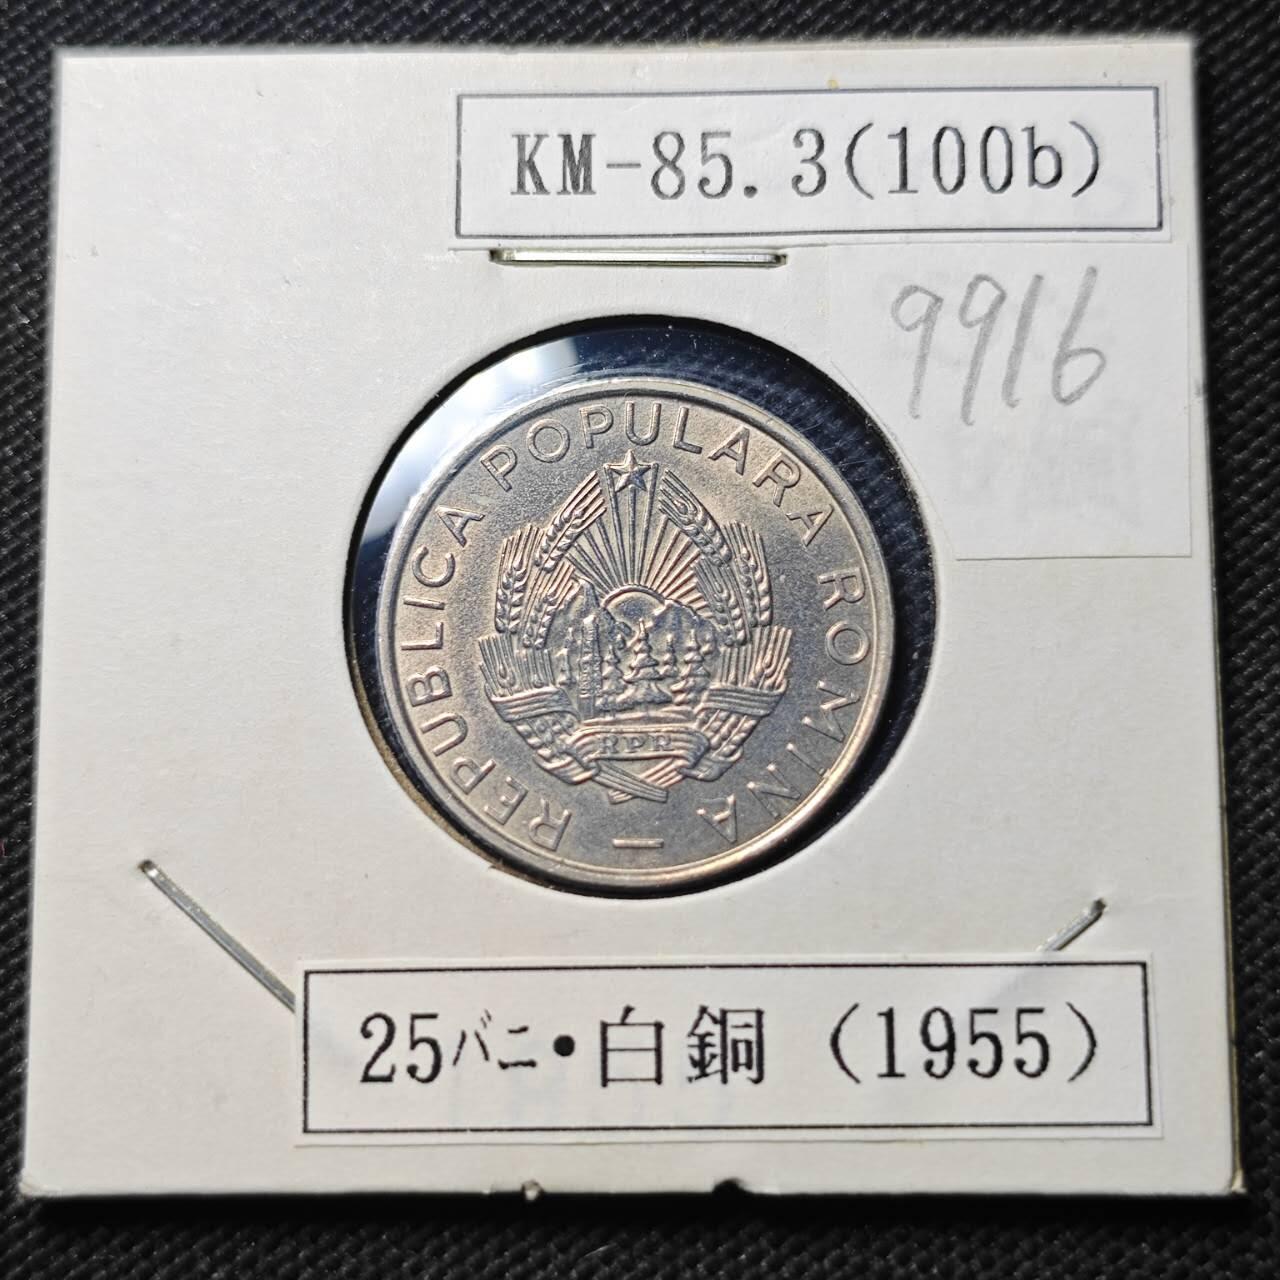 KM-85.3(100b)
9916
REPUBLICA POPULARA ROMINA –
RPR
25バニ・白銅（1955）